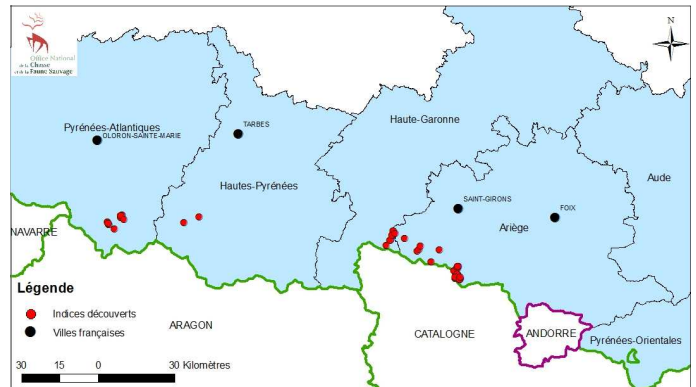 Office National
de la Chasse
et de la Faune Sauvage
N
Pyrénées-Atlantiques
OLORON-SAINTE-MARIE
TARBES
Hautes-Pyrénées
Haute-Garonne
SAINT-GIRONS
FOIX
Ariège
Aude
NAVARRE
Légende
Indices découverts
Villes françaises
ARAGON
CATALOGNE
ANDORRE
Pyrénées-Orientales
30 15 0 30 Kilomètres